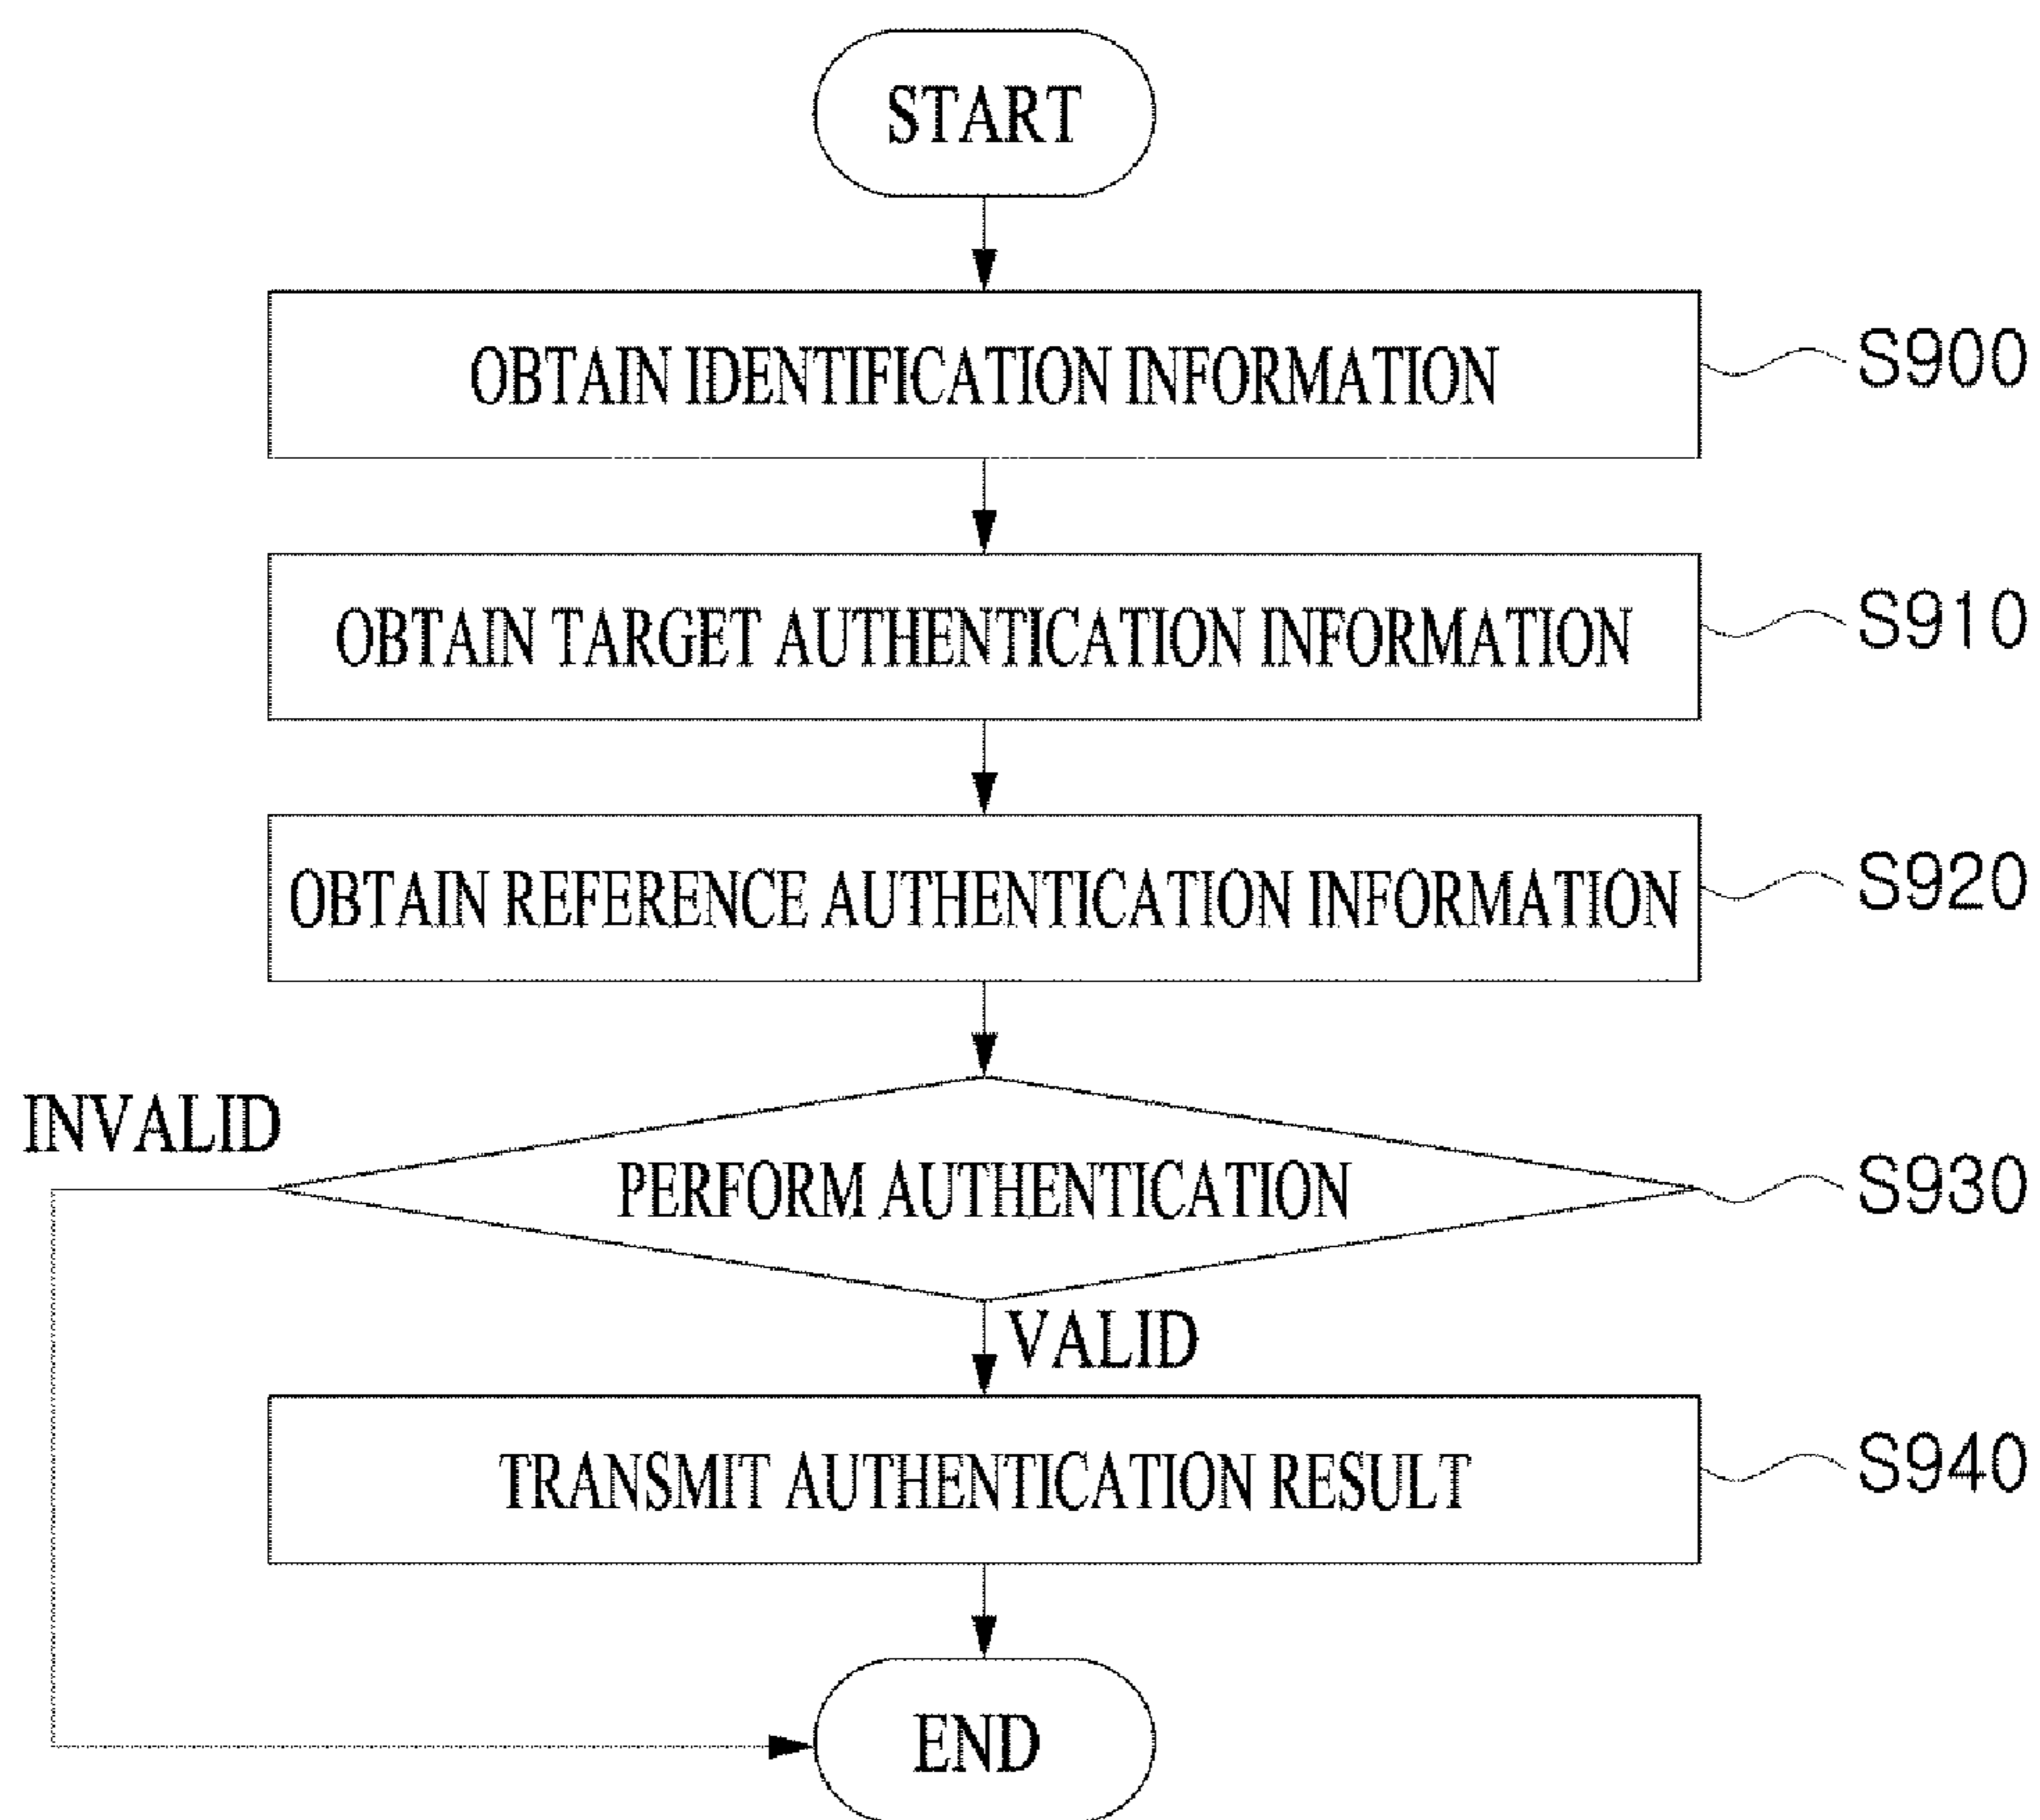 START
OBTAIN IDENTIFICATION INFORMATION
S900
OBTAIN TARGET AUTHENTICATION INFORMATION
S910
OBTAIN REFERENCE AUTHENTICATION INFORMATION
S920
INVALID
PERFORM AUTHENTICATION
S930
VALID
TRANSMIT AUTHENTICATION RESULT
S940
END